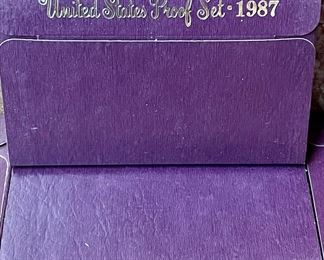 United States Proof Set • 1987